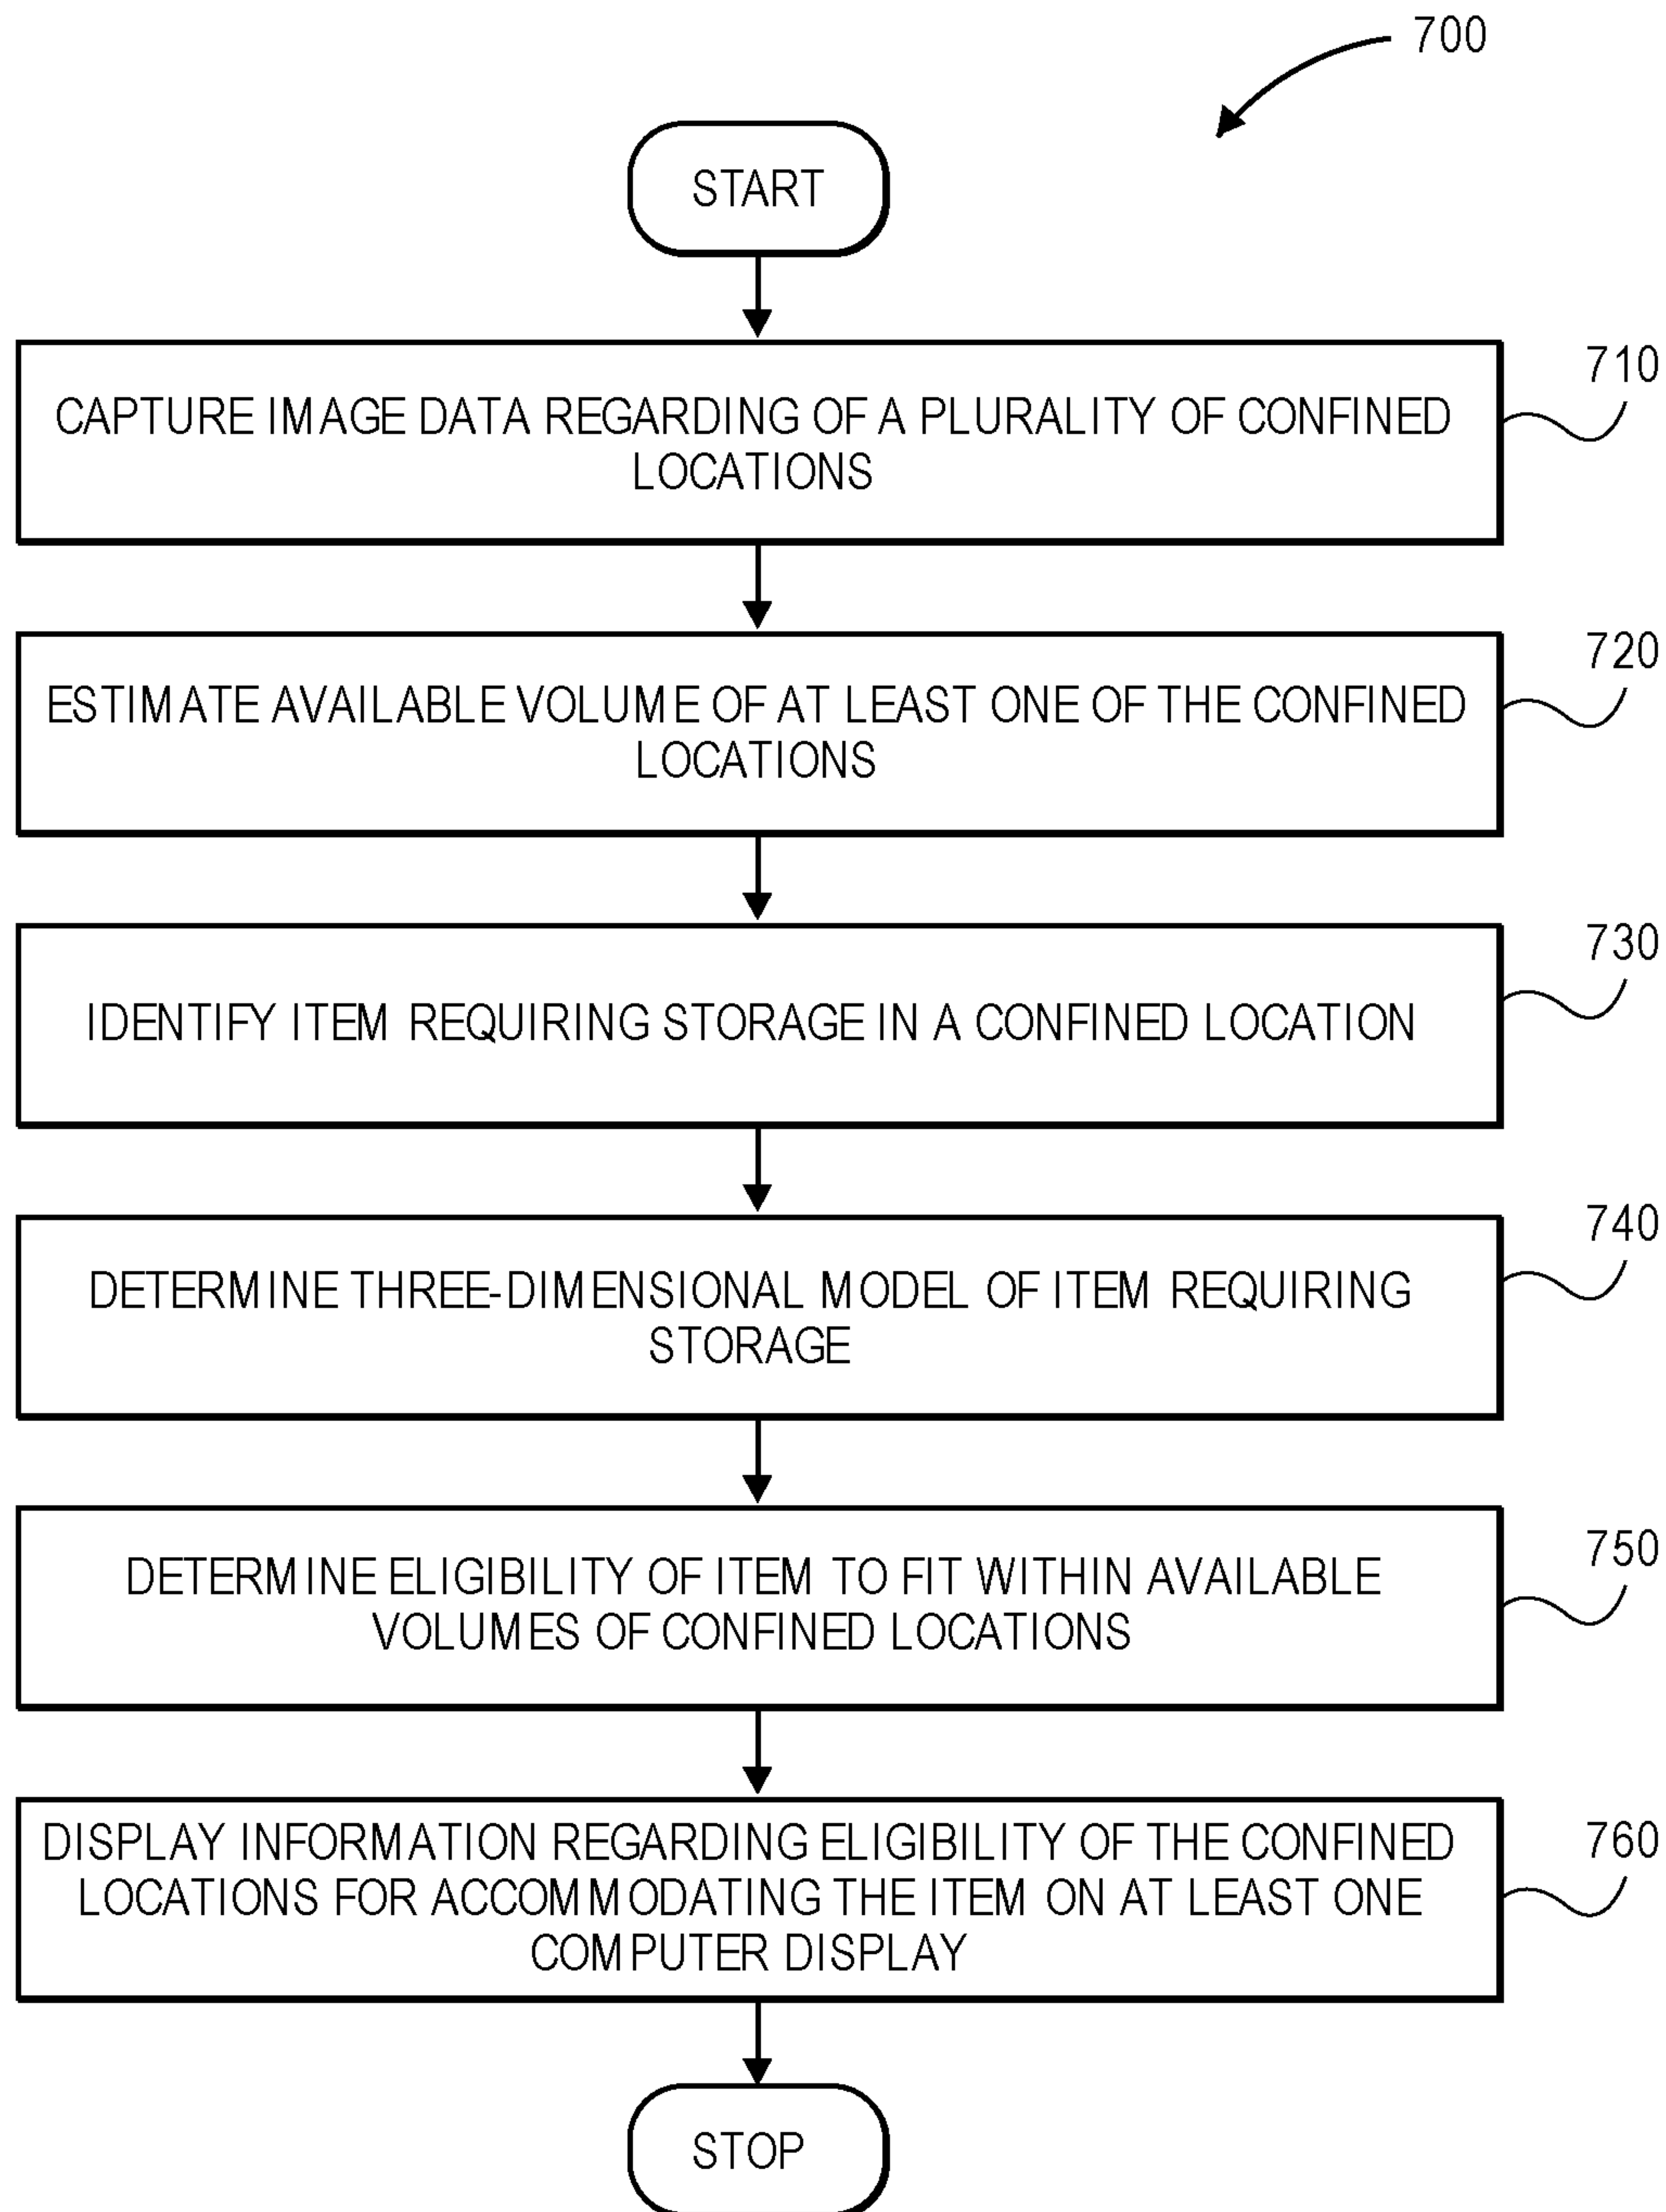 700
START
710
CAPTURE IMAGE DATA REGARDING OF A PLURALITY OF CONFINED
LOCATIONS
720
ESTIMATE AVAILABLE VOLUME OF AT LEAST ONE OF THE CONFINED
LOCATIONS
730
IDENTIFY ITEM REQUIRING STORAGE IN A CONFINED LOCATION
740
DETERMINE THREE-DIMENSIONAL MODEL OF ITEM REQUIRING
STORAGE
750
DETERMINE ELIGIBILITY OF ITEM TO FIT WITHIN AVAILABLE
VOLUMES OF CONFINED LOCATIONS
760
DISPLAY INFORMATION REGARDING ELIGIBILITY OF THE CONFINED
LOCATIONS FOR ACCOMMODATING THE ITEM ON AT LEAST ONE
COMPUTER DISPLAY
STOP